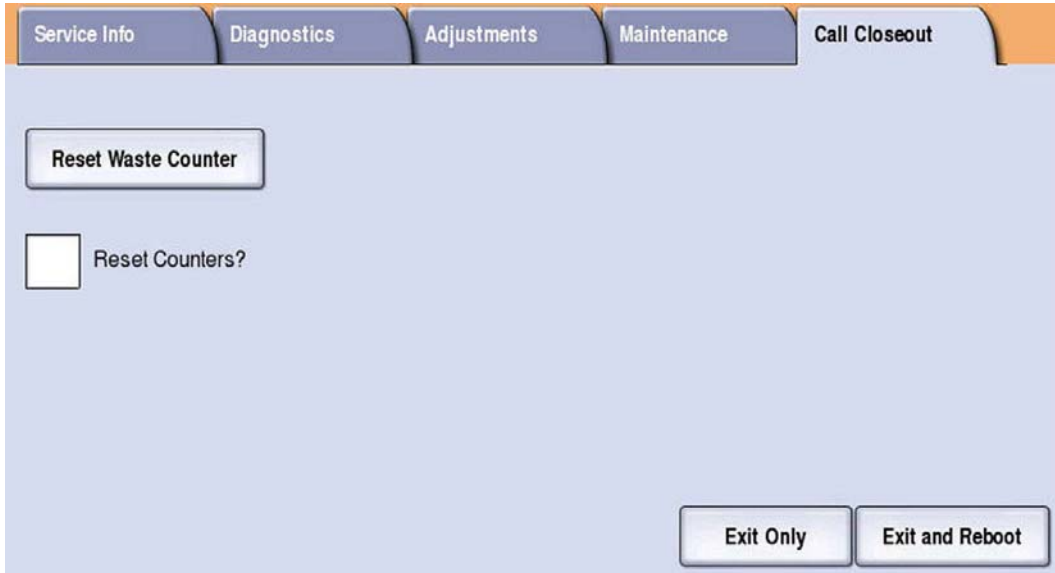 Service Info
Diagnostics
Adjustments
Maintenance
Call Closeout
Reset Waste Counter
Reset Counters?
Exit Only
Exit and Reboot